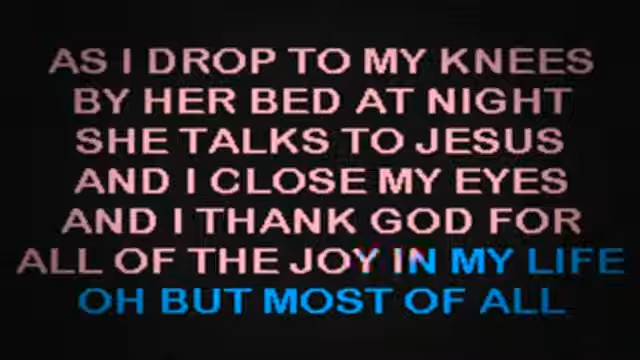 AS I DROP TO MY KNEES
BY HER BED AT NIGHT
SHE TALKS TO JESUS
AND I CLOSE MY EYES
AND I THANK GOD FOR
ALL OF THE JOY IN MY LIFE
OH BUT MOST OF ALL